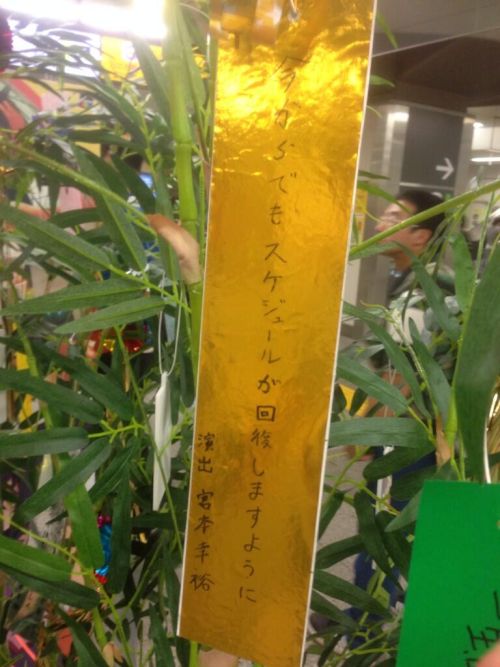 今からでもスケジュールが回後しますように
演出 宮本幸裕